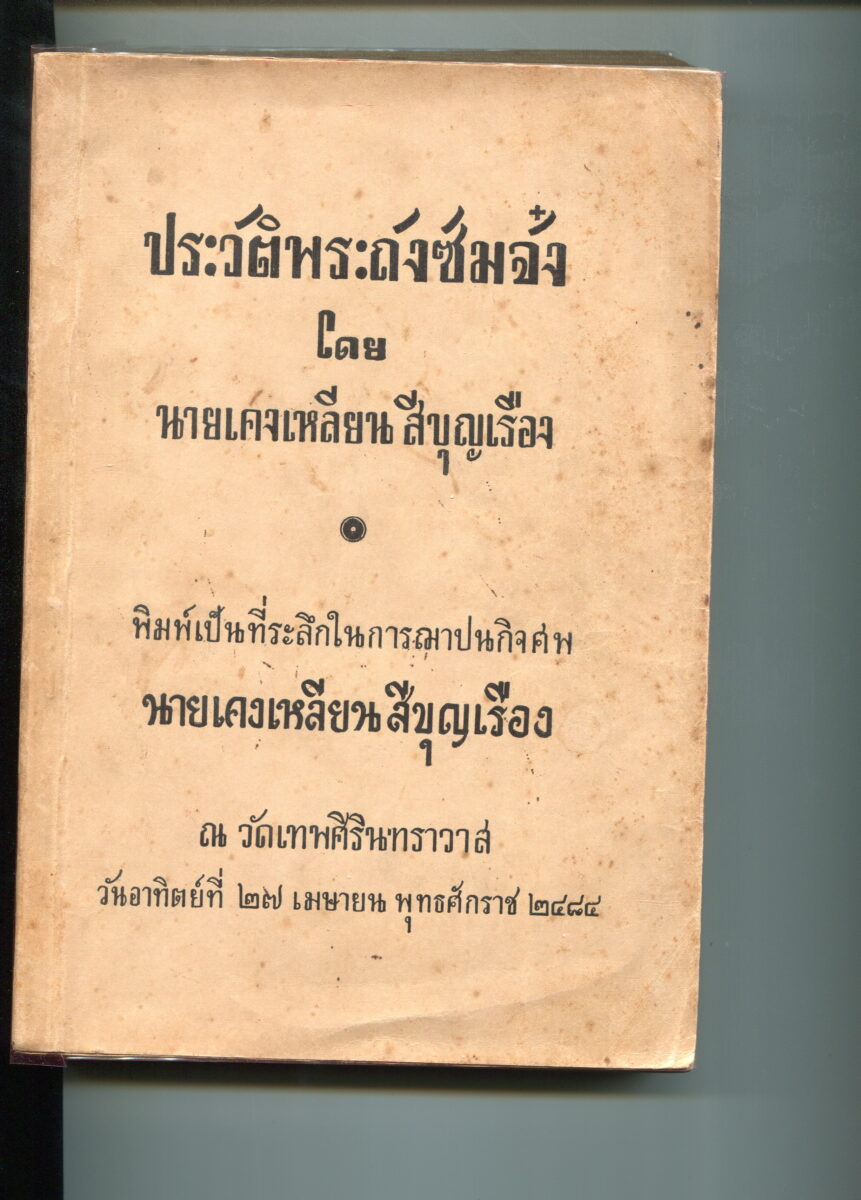 ประวัติพระถังซัมจั๋ง
โดย
นายเคงเหลียน สีบุญเรือง
พิมพ์เป็นที่ระลึกในการฌาปนกิจศพ
นายเคงเหลียน สีบุญเรือง
ณ วัดเทพศิรินทราวาส
วันอาทิตย์ที่ ๒๗ เมษายน พุทธศักราช ๒๔๘๔